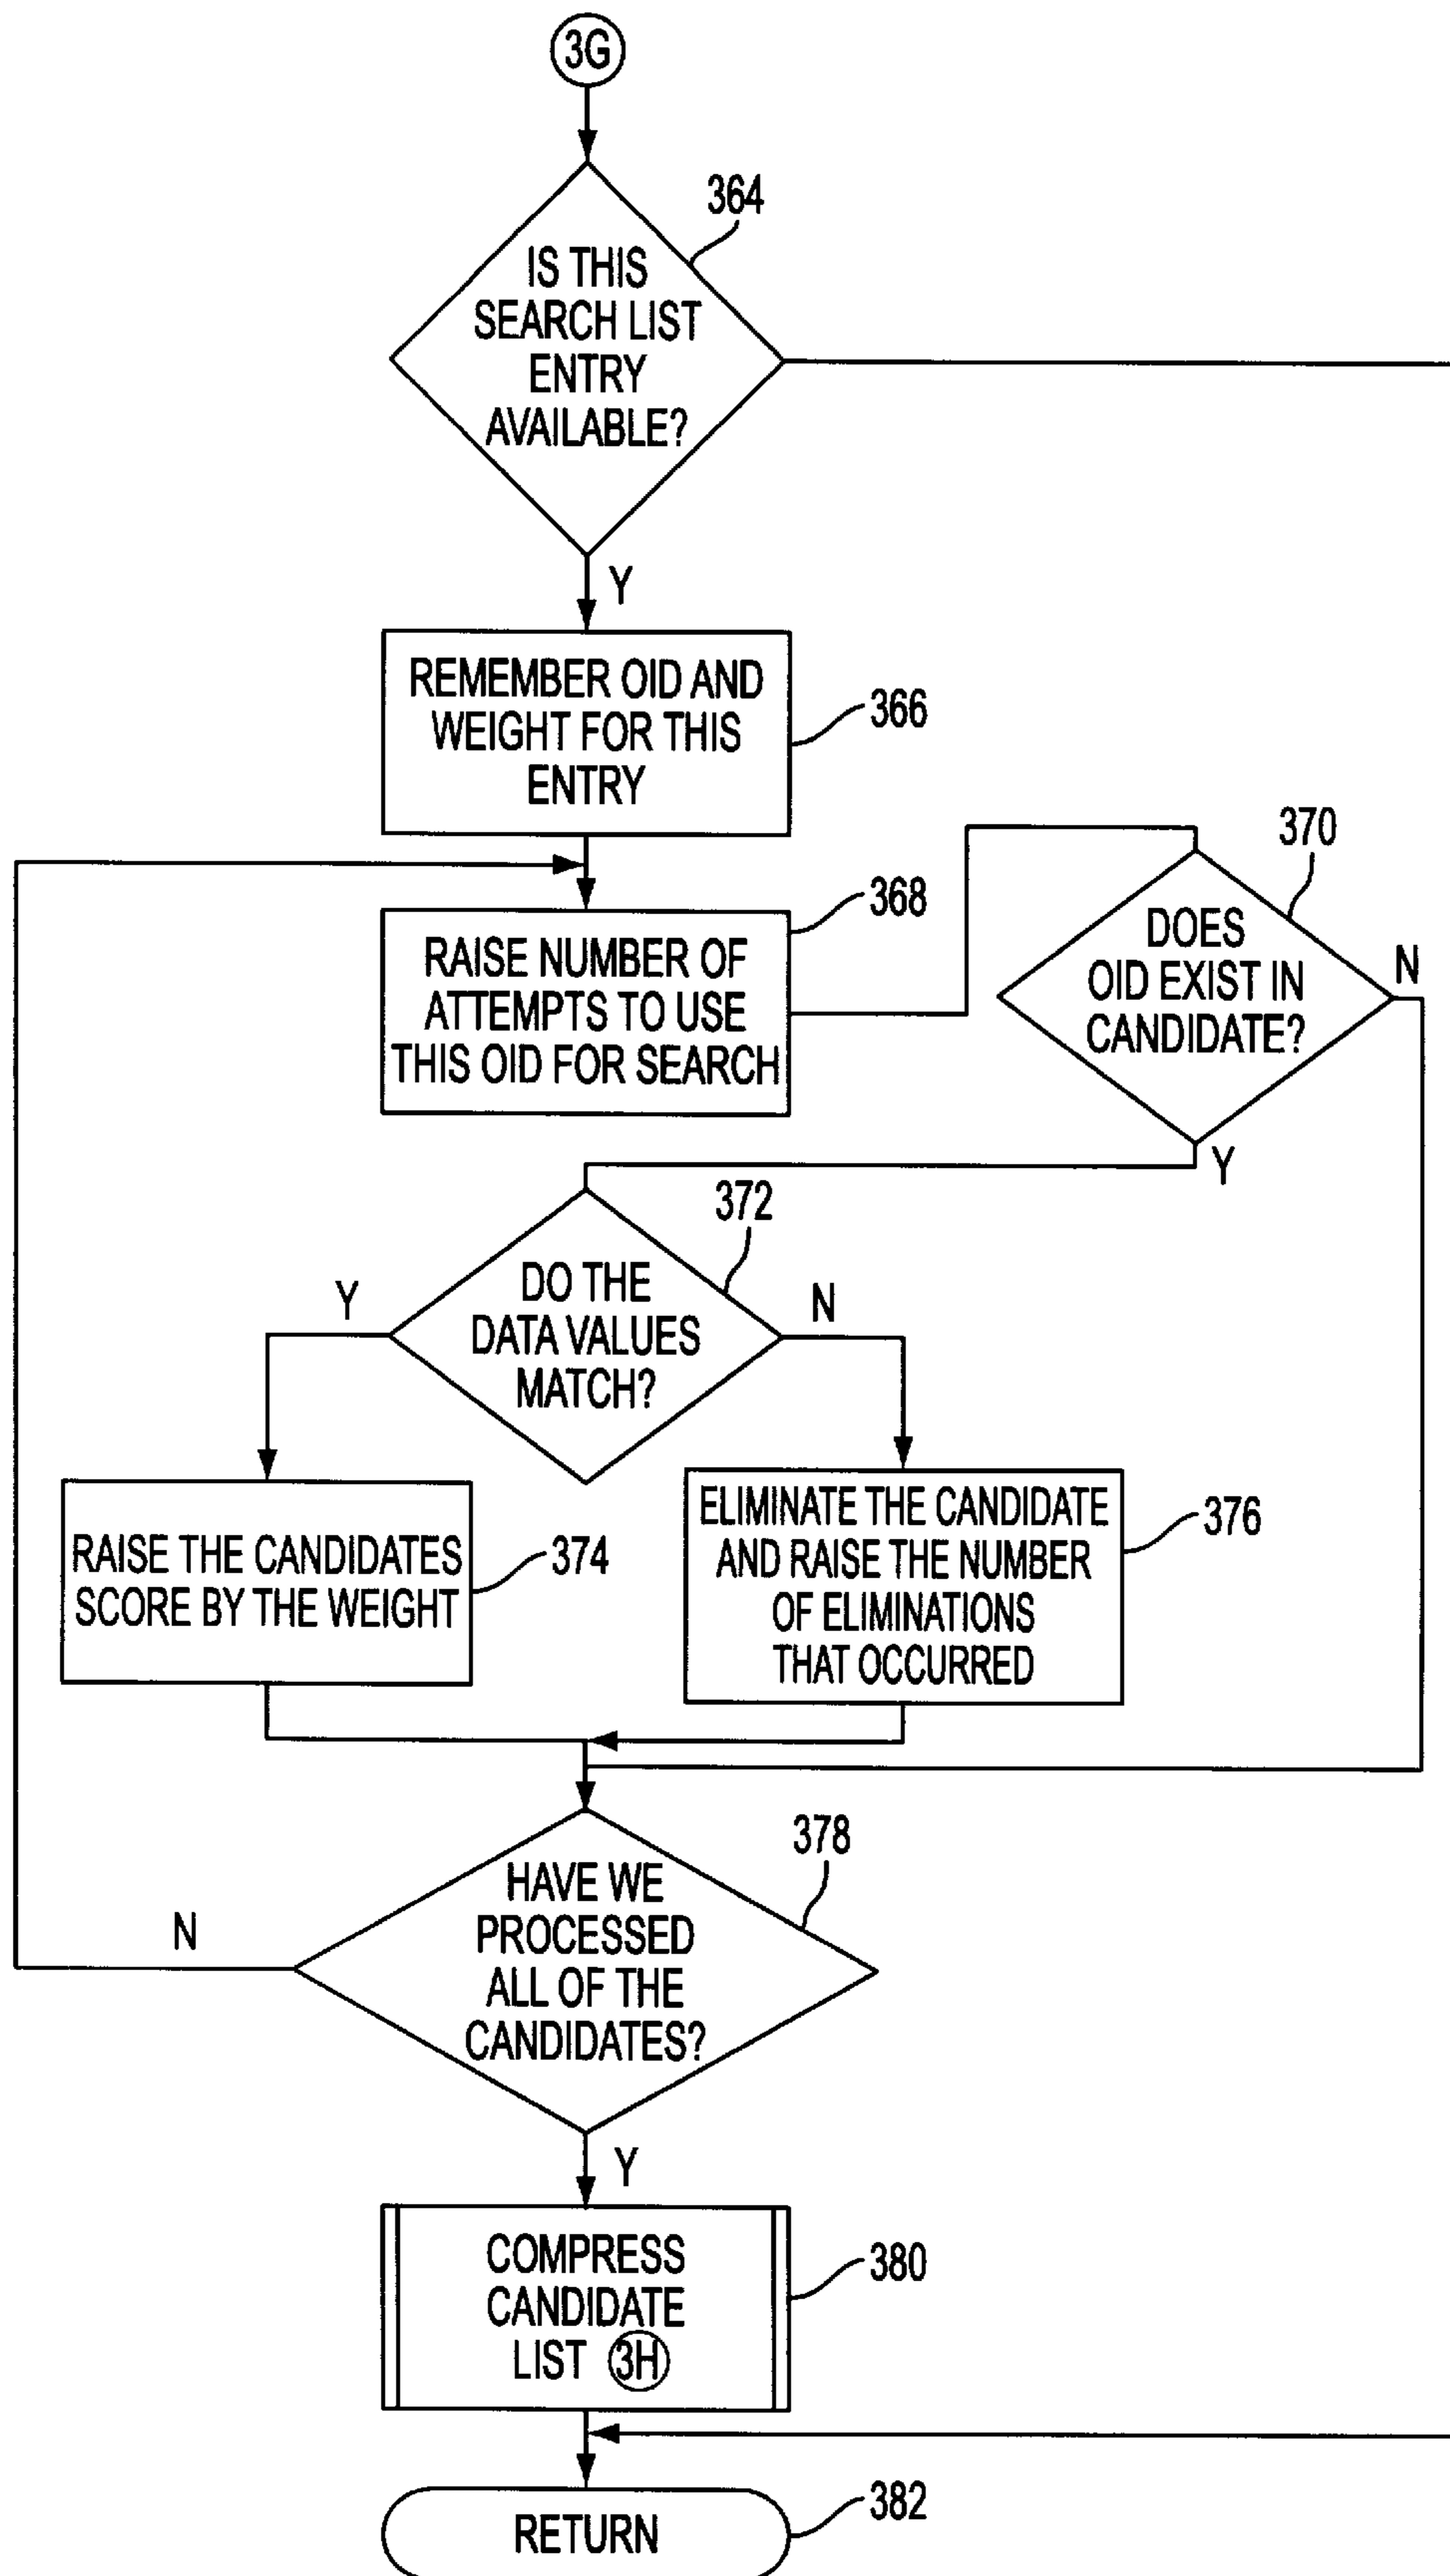 3G
364
IS THIS
SEARCH LIST
ENTRY
AVAILABLE?
Y
REMEMBER OID AND
WEIGHT FOR THIS
ENTRY
366
370
368
RAISE NUMBER OF
ATTEMPTS TO USE
THIS OID FOR SEARCH
DOES
OID EXIST IN
CANDIDATE?
N
Y
372
DO THE
DATA VALUES
MATCH?
Y
N
RAISE THE CANDIDATES
SCORE BY THE WEIGHT
374
ELIMINATE THE CANDIDATE
AND RAISE THE NUMBER
OF ELIMINATIONS
THAT OCCURRED
376
378
HAVE WE
PROCESSED
ALL OF THE
CANDIDATES?
N
Y
COMPRESS
CANDIDATE
LIST 3H
380
RETURN
382